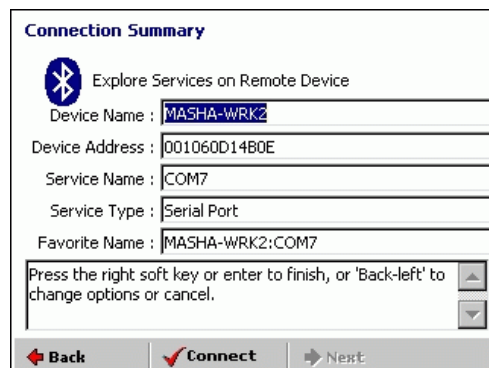 Connection Summary
Explore Services on Remote Device
Device Name : MASHA-WRK2
Device Address : 001060D14B0E
Service Name : COM7
Service Type : Serial Port
Favorite Name : MASHA-WRK2:COM7
Press the right soft key or enter to finish, or 'Back-left' to
change options or cancel.
Back Connect Next